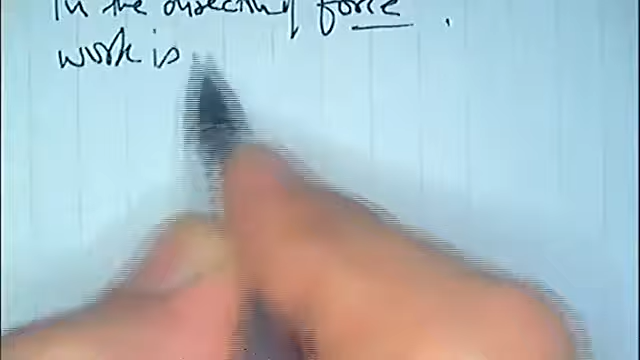 In the direction of force .
work is